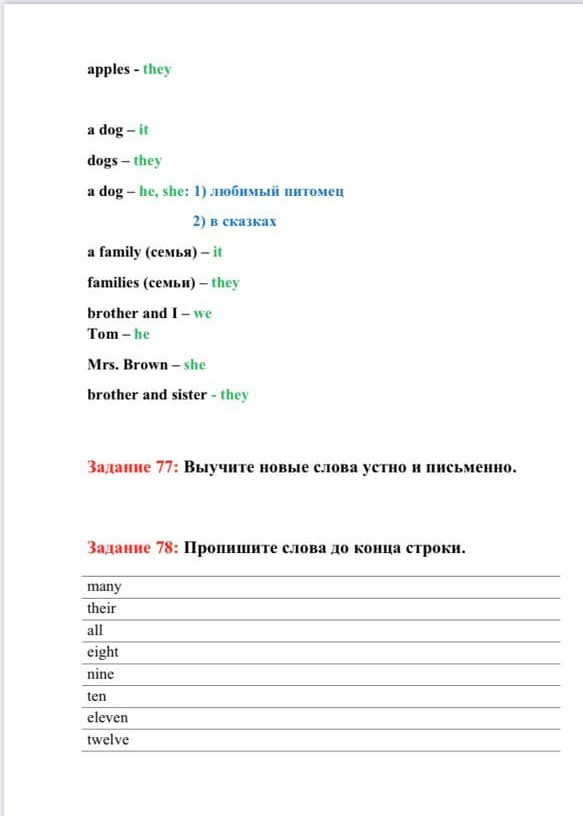 apples - they
a dog – it
dogs – they
a dog – he, she: 1) любимый питомец
2) в сказках
a family (семья) – it
families (семьи) – they
brother and I – we
Tom – he
Mrs. Brown – she
brother and sister - they
Задание 77: Выучите новые слова устно и письменно.
Задание 78: Пропишите слова до конца строки.
many
their
all
eight
nine
ten
eleven
twelve